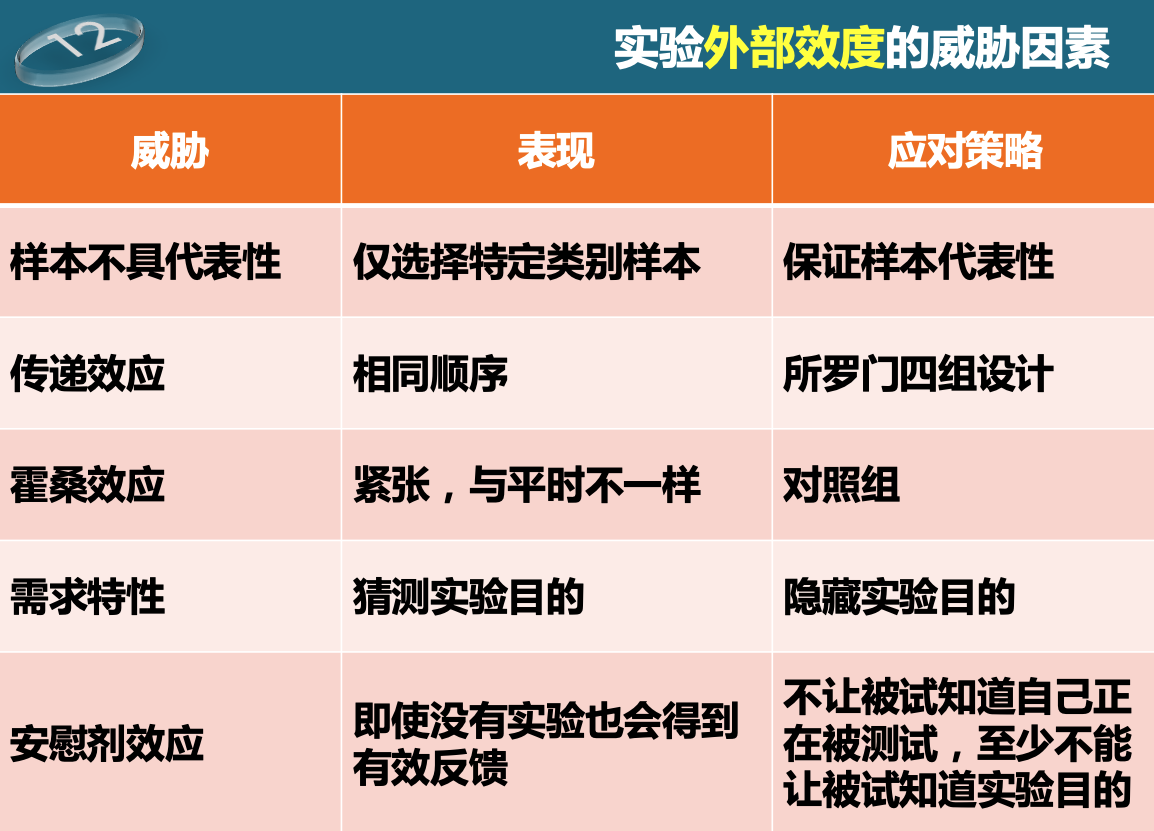 12
实验外部效度的威胁因素
威胁
表现
应对策略
样本不具代表性
仅选择特定类别样本
保证样本代表性
传递效应
相同顺序
所罗门四组设计
霍桑效应
紧张，与平时不一样
对照组
需求特性
猜测实验目的
隐藏实验目的
安慰剂效应
即使没有实验也会得到
有效反馈
不让被试知道自己正
在被测试，至少不能
让被试知道实验目的